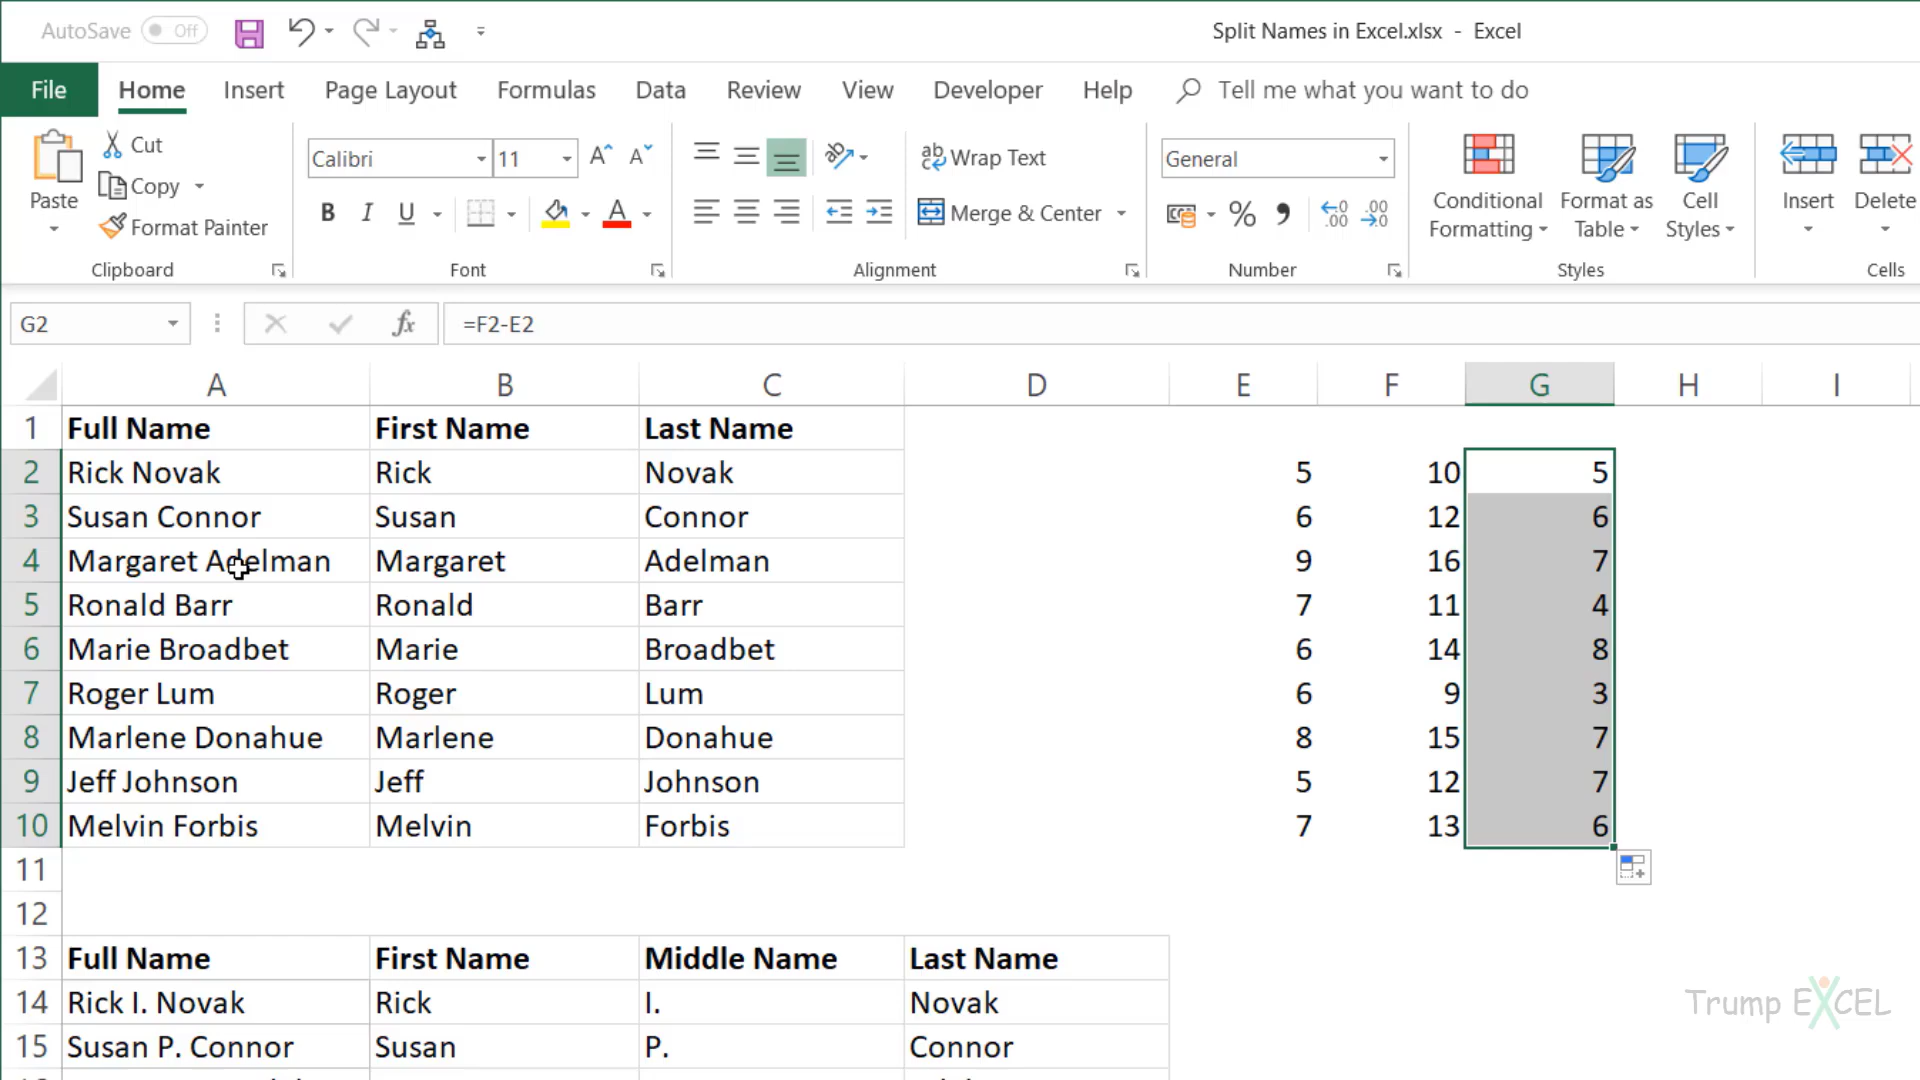 AutoSave Off
Split Names in Excel.xlsx - Excel
File Home Insert Page Layout Formulas Data Review View Developer Help Tell me what you want to do
Paste
Cut
Copy
Format Painter
Clipboard
Calibri 11
B I U
Font
Wrap Text
Merge & Center
Alignment
General
Number
Conditional Formatting
Format as Table
Cell Styles
Styles
Insert Delete
Cells
G2 fx =F2-E2
A B C D E F G H I
1 Full Name First Name Last Name
2 Rick Novak Rick Novak 5 10 5
3 Susan Connor Susan Connor 6 12 6
4 Margaret Adelman Margaret Adelman 9 16 7
5 Ronald Barr Ronald Barr 7 11 4
6 Marie Broadbet Marie Broadbet 6 14 8
7 Roger Lum Roger Lum 6 9 3
8 Marlene Donahue Marlene Donahue 8 15 7
9 Jeff Johnson Jeff Johnson 5 12 7
10 Melvin Forbis Melvin Forbis 7 13 6
11
12
13 Full Name First Name Middle Name Last Name
14 Rick I. Novak Rick I. Novak
15 Susan P. Connor Susan P. Connor
Trump EXCEL